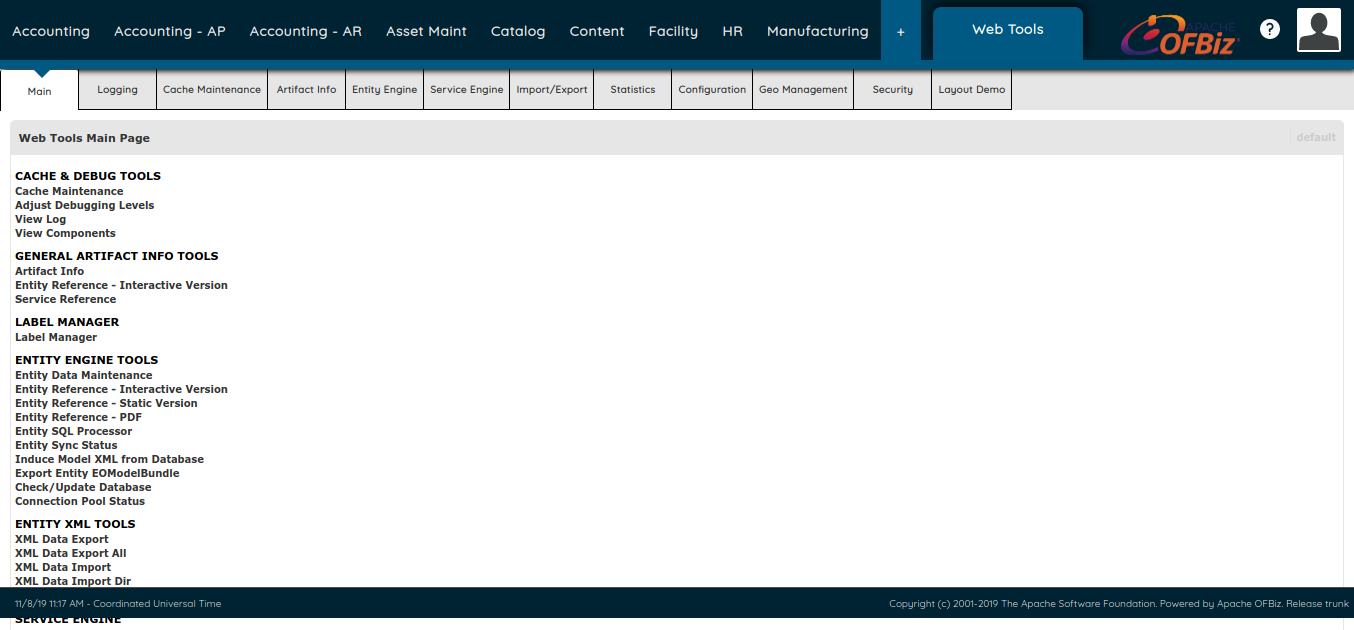 Accounting Accounting - AP Accounting - AR Asset Maint Catalog Content Facility HR Manufacturing + Web Tools APACHE OFBiz ?
Main Logging Cache Maintenance Artifact Info Entity Engine Service Engine Import/Export Statistics Configuration Geo Management Security Layout Demo
Web Tools Main Page default
CACHE & DEBUG TOOLS
Cache Maintenance
Adjust Debugging Levels
View Log
View Components
GENERAL ARTIFACT INFO TOOLS
Artifact Info
Entity Reference - Interactive Version
Service Reference
LABEL MANAGER
Label Manager
ENTITY ENGINE TOOLS
Entity Data Maintenance
Entity Reference - Interactive Version
Entity Reference - Static Version
Entity Reference - PDF
Entity SQL Processor
Entity Sync Status
Induce Model XML from Database
Export Entity EOModelBundle
Check/Update Database
Connection Pool Status
ENTITY XML TOOLS
XML Data Export
XML Data Export All
XML Data Import
XML Data Import Dir
11/8/19 11:17 AM - Coordinated Universal Time Copyright (c) 2001-2019 The Apache Software Foundation. Powered by Apache OFBiz. Release trunk
SERVICE ENGINE